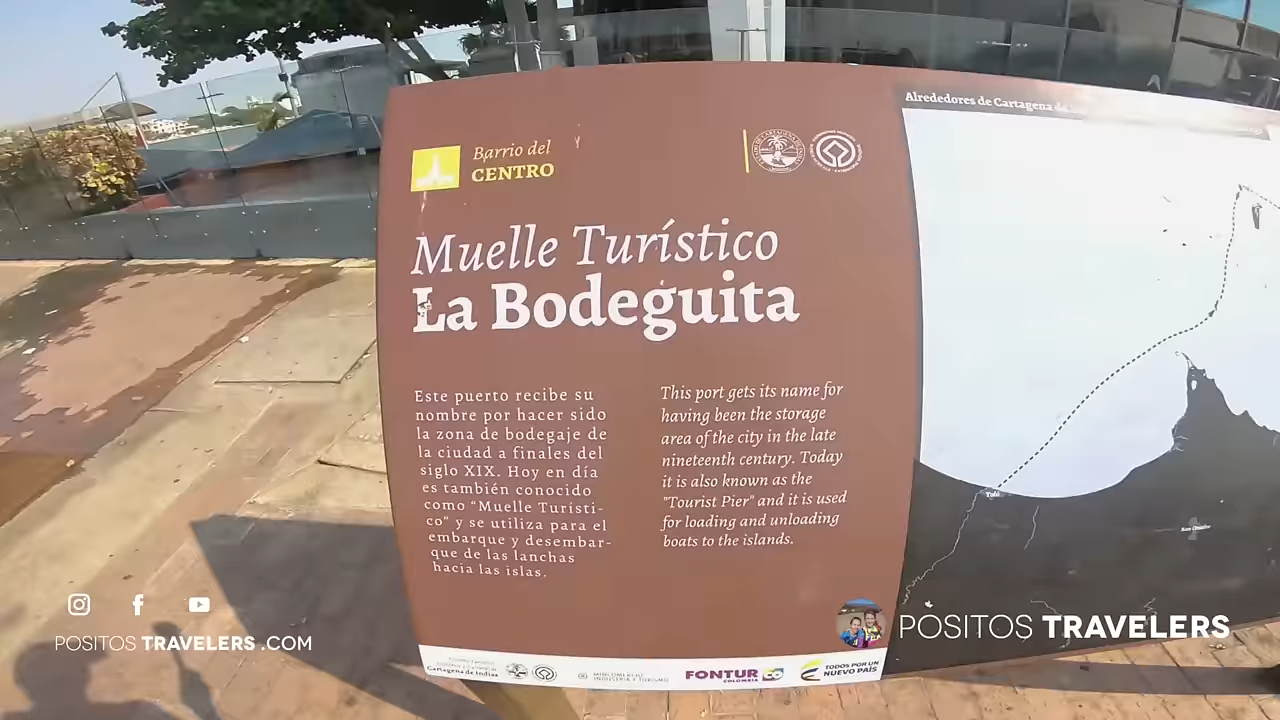 Barrio del
CENTRO
Muelle Turístico
La Bodeguita
Este puerto recibe su
nombre por hacer sido
la zona de bodegaje de
la ciudad a finales del
siglo XIX. Hoy en día
es también conocido
como “Muelle Turísti-
co” y se utiliza para el
embarque y desembar-
que de las lanchas
hacia las islas.
This port gets its name for
having been the storage
area of the city in the late
nineteenth century. Today
it is also known as the
"Tourist Pier" and it is used
for loading and unloading
boats to the islands.
Alrededores de Cartagena de
Tolú
Cartagena de Indias
MINCOMERCIO
INDUSTRIA Y TURISMO
FONTUR
COLOMBIA
TODOS POR UN
NUEVO PAÍS
POSITOS TRAVELERS .COM
POSITOS TRAVELERS